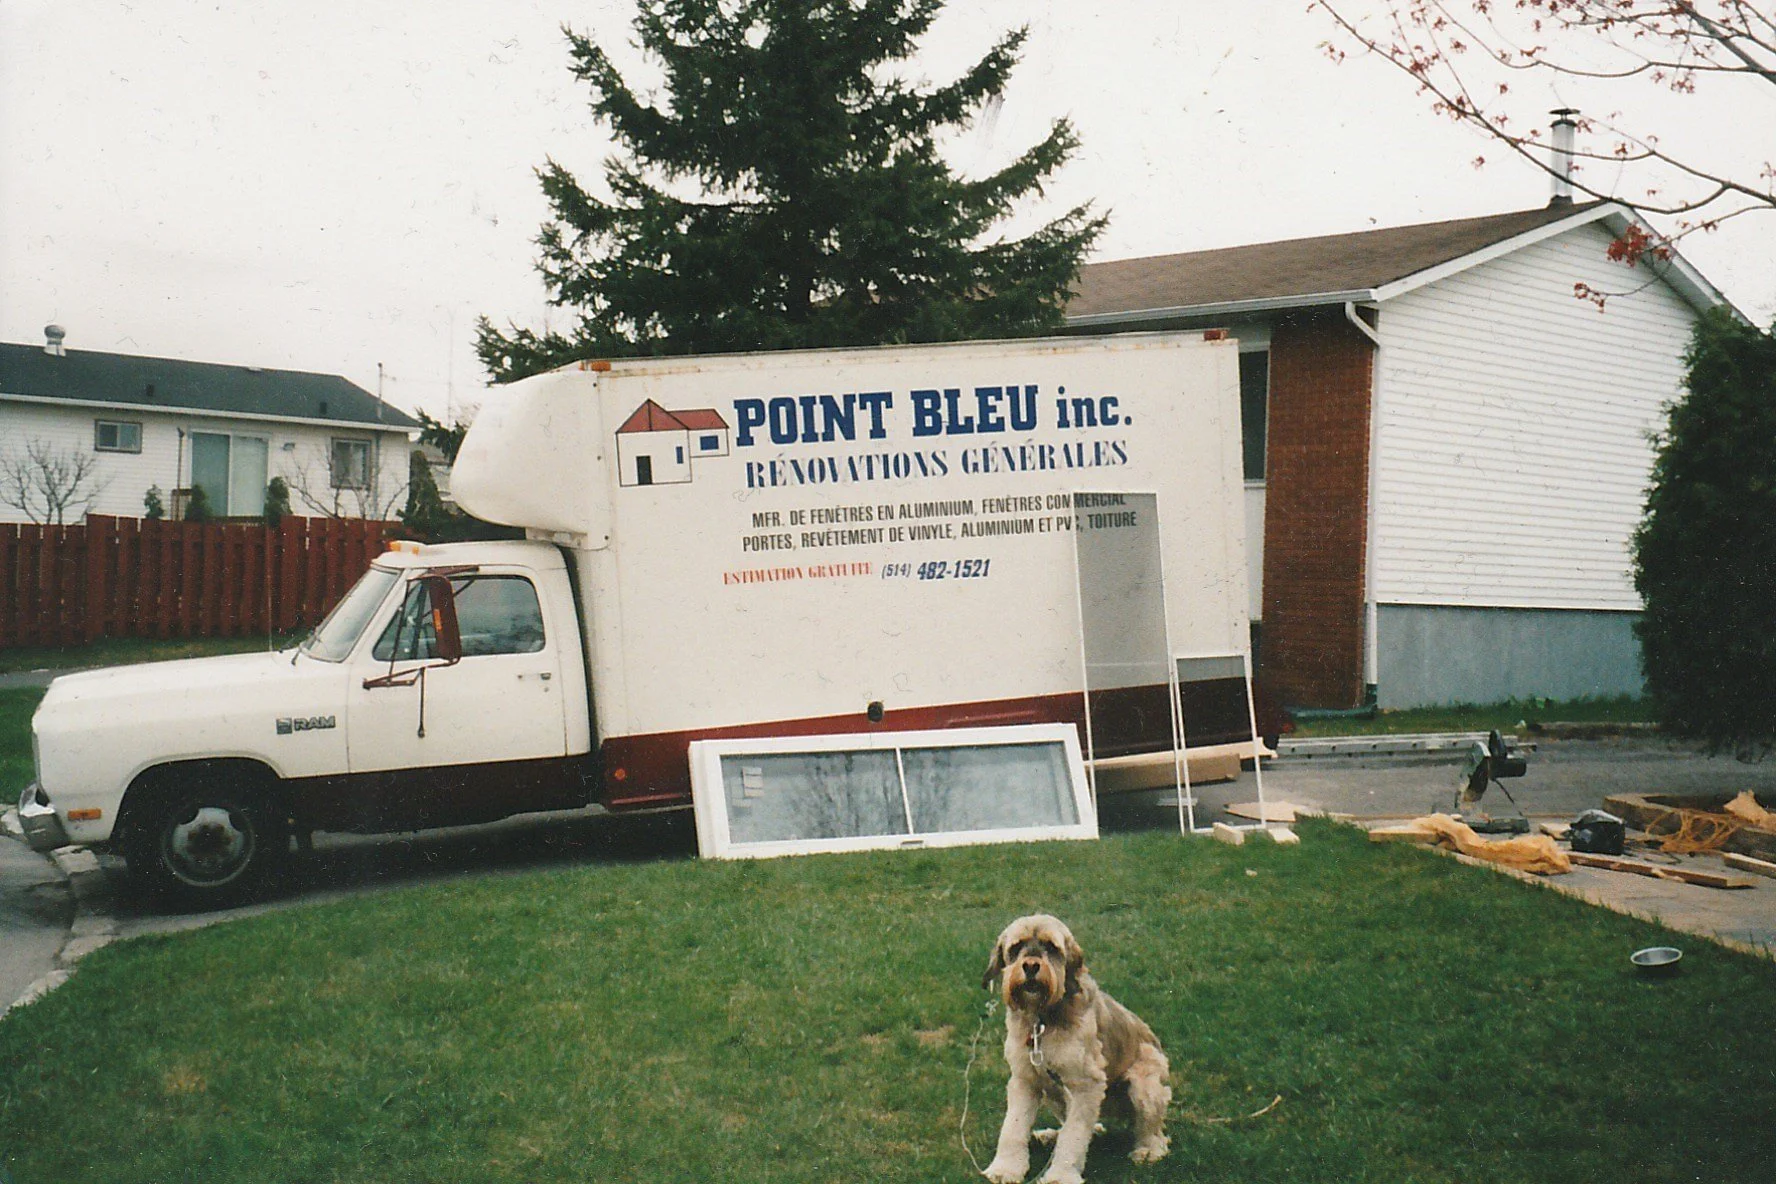 POINT BLEU inc.
RÉNOVATIONS GÉNÉRALES
MFR. DE FENÊTRES EN ALUMINIUM, FENÊTRES COMMERCIAL
PORTES, REVÊTEMENT DE VINYLE, ALUMINIUM ET PVC, TOITURE
ESTIMATION GRATUITE (514) 482-1521
RAM